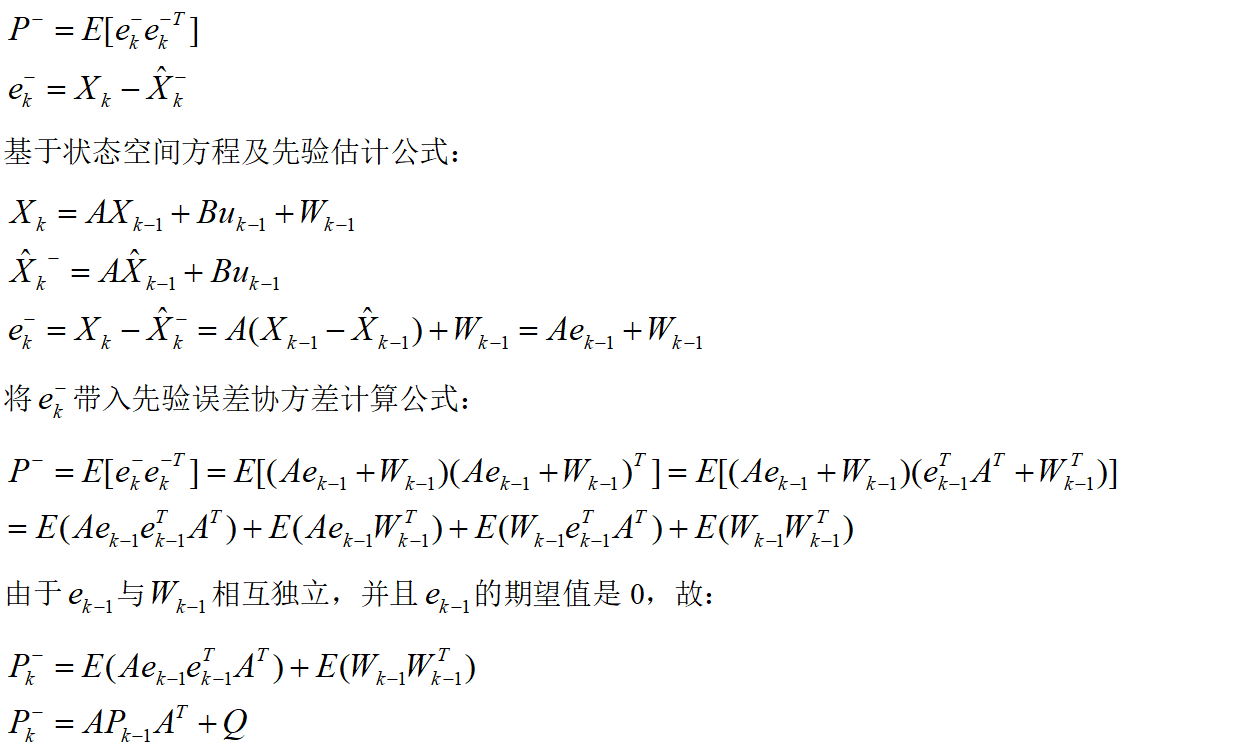 P⁻ = E[e_k^- e_k^{-T}]
e_k^- = X_k − X̂_k^-
基于状态空间方程及先验估计公式：
X_k = AX_{k−1} + Bu_{k−1} + W_{k−1}
X̂_k^- = AX̂_{k−1} + Bu_{k−1}
e_k^- = X_k − X̂_k^- = A(X_{k−1} − X̂_{k−1}) + W_{k−1} = Ae_{k−1} + W_{k−1}
将 e_k^- 带入先验误差协方差计算公式：
P⁻ = E[e_k^- e_k^{-T}] = E[(Ae_{k−1} + W_{k−1})(Ae_{k−1} + W_{k−1})^T] = E[(Ae_{k−1} + W_{k−1})(e_{k−1}^T A^T + W_{k−1}^T)]
= E(Ae_{k−1}e_{k−1}^T A^T) + E(Ae_{k−1}W_{k−1}^T) + E(W_{k−1}e_{k−1}^T A^T) + E(W_{k−1}W_{k−1}^T)
由于 e_{k−1} 与 W_{k−1} 相互独立，并且 e_{k−1} 的期望值是 0，故：
P_k^- = E(Ae_{k−1}e_{k−1}^T A^T) + E(W_{k−1}W_{k−1}^T)
P_k^- = AP_{k−1}A^T + Q